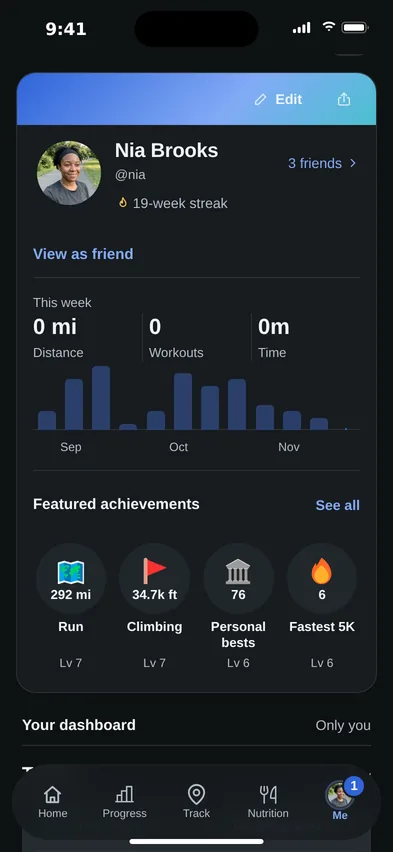 9:41
Edit
Nia Brooks
@nia
3 friends
19-week streak
View as friend
This week
0 mi
0
0m
Distance
Workouts
Time
Sep
Oct
Nov
Featured achievements
See all
292 mi
34.7k ft
76
6
Run
Climbing
Personal
bests
Fastest 5K
Lv 7
Lv 7
Lv 6
Lv 6
Your dashboard
Only you
1
Home
Progress
Track
Nutrition
Me